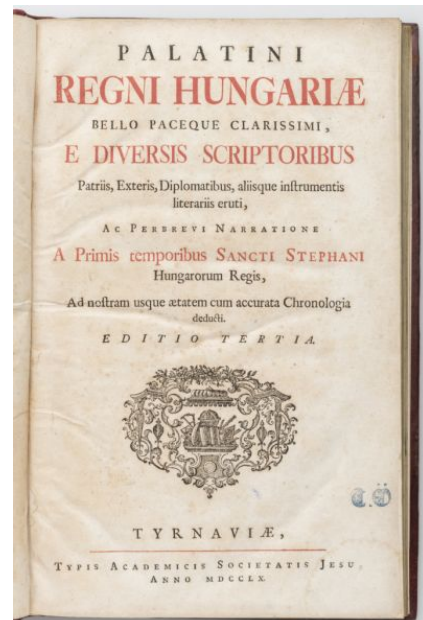 PALATINI
REGNI HUNGARIÆ
BELLO PACEQUE CLARISSIMI,
E DIVERSIS SCRIPTORIBUS
Patriis, Exteris, Diplomatibus, aliisque inſtrumentis
literariis eruti,
AC PERBREVI NARRATIONE
A Primis temporibus SANCTI STEPHANI
Hungarorum Regis,
Ad noſtram usque ætatem cum accurata Chronologia
deducti.
EDITIO TERTIA.
TYRNAVIÆ,
TYPIS ACADEMICIS SOCIETATIS JESU,
ANNO MDCCLX.